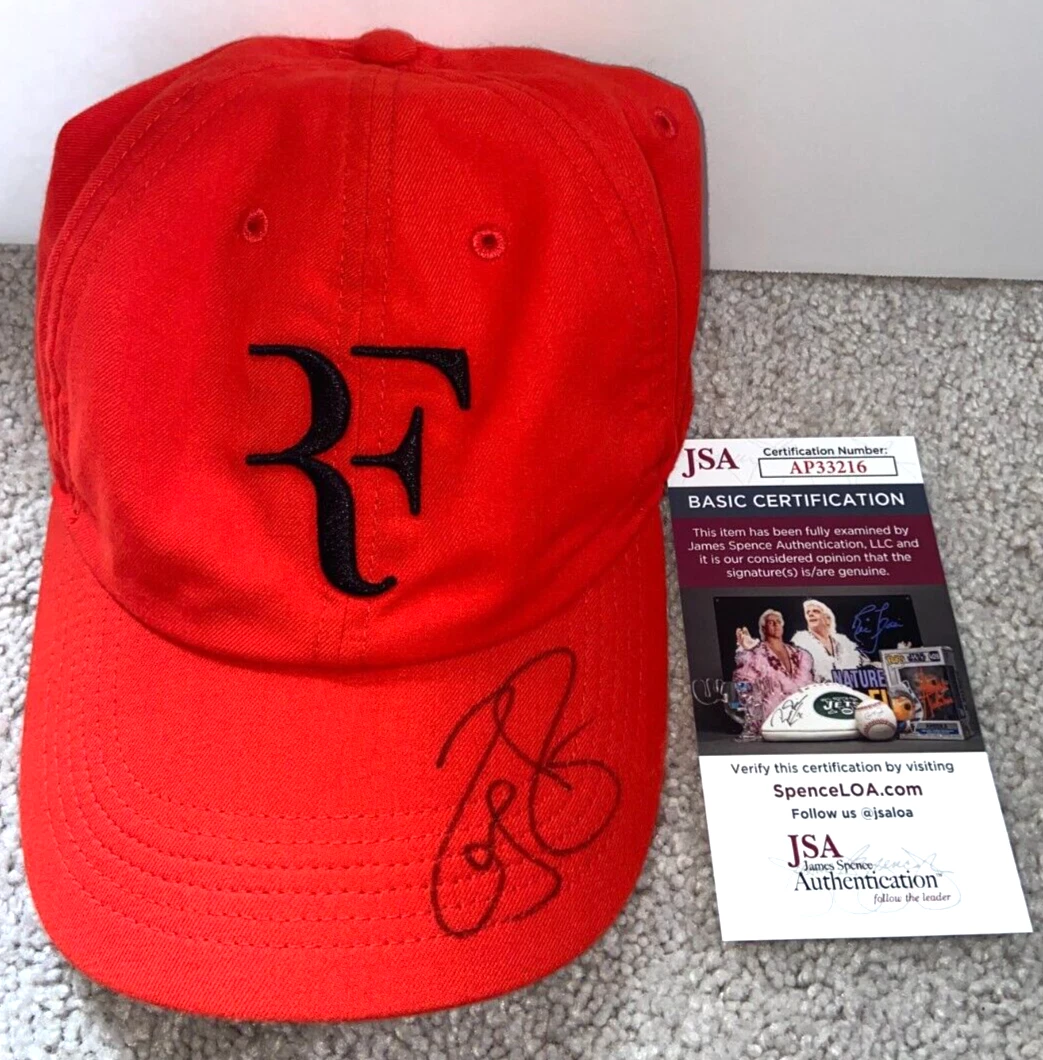 RF
JSA
Certification Number:
AP33216
BASIC CERTIFICATION
This item has been fully examined by
James Spence Authentication, LLC and
it is our considered opinion that the
signature(s) is/are genuine.
NATURE
JETS
Verify this certification by visiting
SpenceLOA.com
Follow us @jsaloa
JSA
James Spence
Authentication
follow the leader